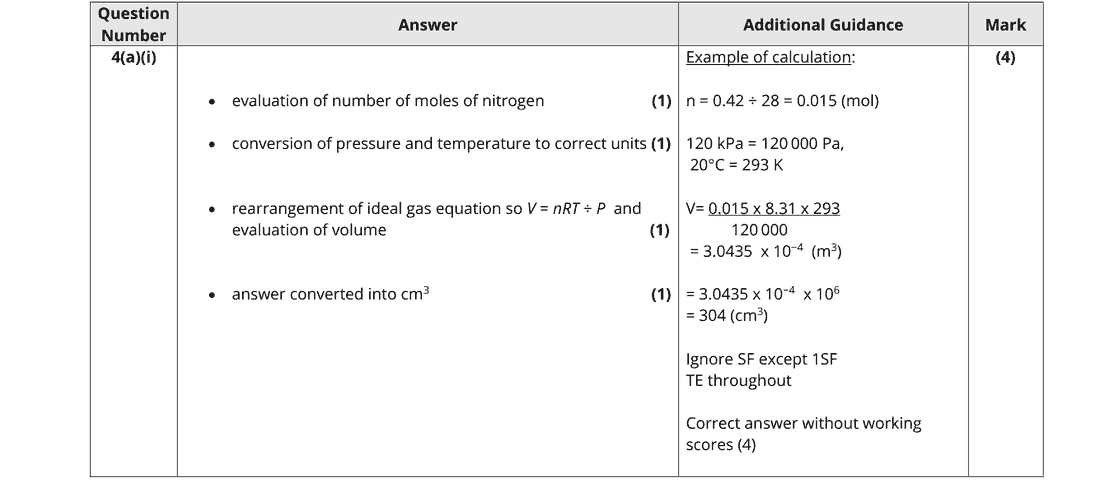 Question Number Answer Additional Guidance Mark
4(a)(i) Example of calculation: (4)
• evaluation of number of moles of nitrogen (1) n = 0.42 ÷ 28 = 0.015 (mol)
• conversion of pressure and temperature to correct units (1) 120 kPa = 120 000 Pa,
20°C = 293 K
• rearrangement of ideal gas equation so V = nRT ÷ P and V= 0.015 x 8.31 x 293
evaluation of volume (1) 120 000
= 3.0435 x 10⁻⁴ (m³)
• answer converted into cm³ (1) = 3.0435 x 10⁻⁴ x 10⁶
= 304 (cm³)
Ignore SF except 1SF
TE throughout
Correct answer without working
scores (4)